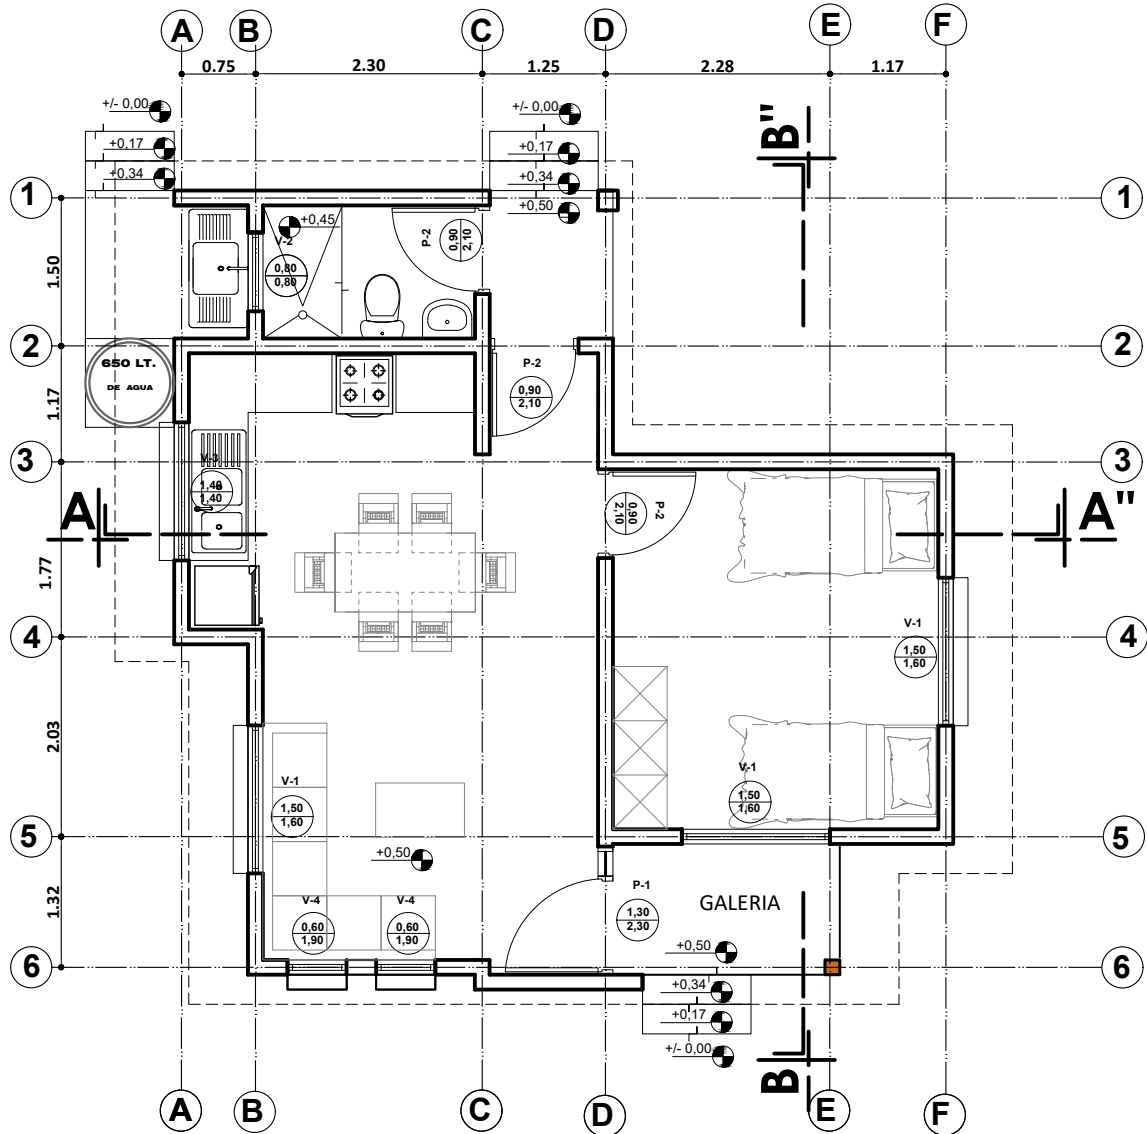 A B C D E F
0.75 2.30 1.25 2.28 1.17
+/- 0,00
+0,17
+0,34
+/- 0,00
+0,17
+0,34
+0,50
B"
1 1
1.50
+0,45
V-2
0,80
0,80
P-2
0,90
2,10
2 2
650 LT.
DE AGUA
1.17
P-2
0,90
2,10
3 3
V-3
1,40
1,40
P-2
0,90
2,10
A A"
1.77
4 4
V-1
1,50
1,60
2.03
V-1
1,50
1,60
V-1
1,50
1,60
5 5
+0,50
1.32
V-4
0,60
1,90
V-4
0,60
1,90
P-1
1,30
2,30
GALERIA
+0,50
6 6
+0,34
+0,17
+/- 0,00
B
A B C D E F